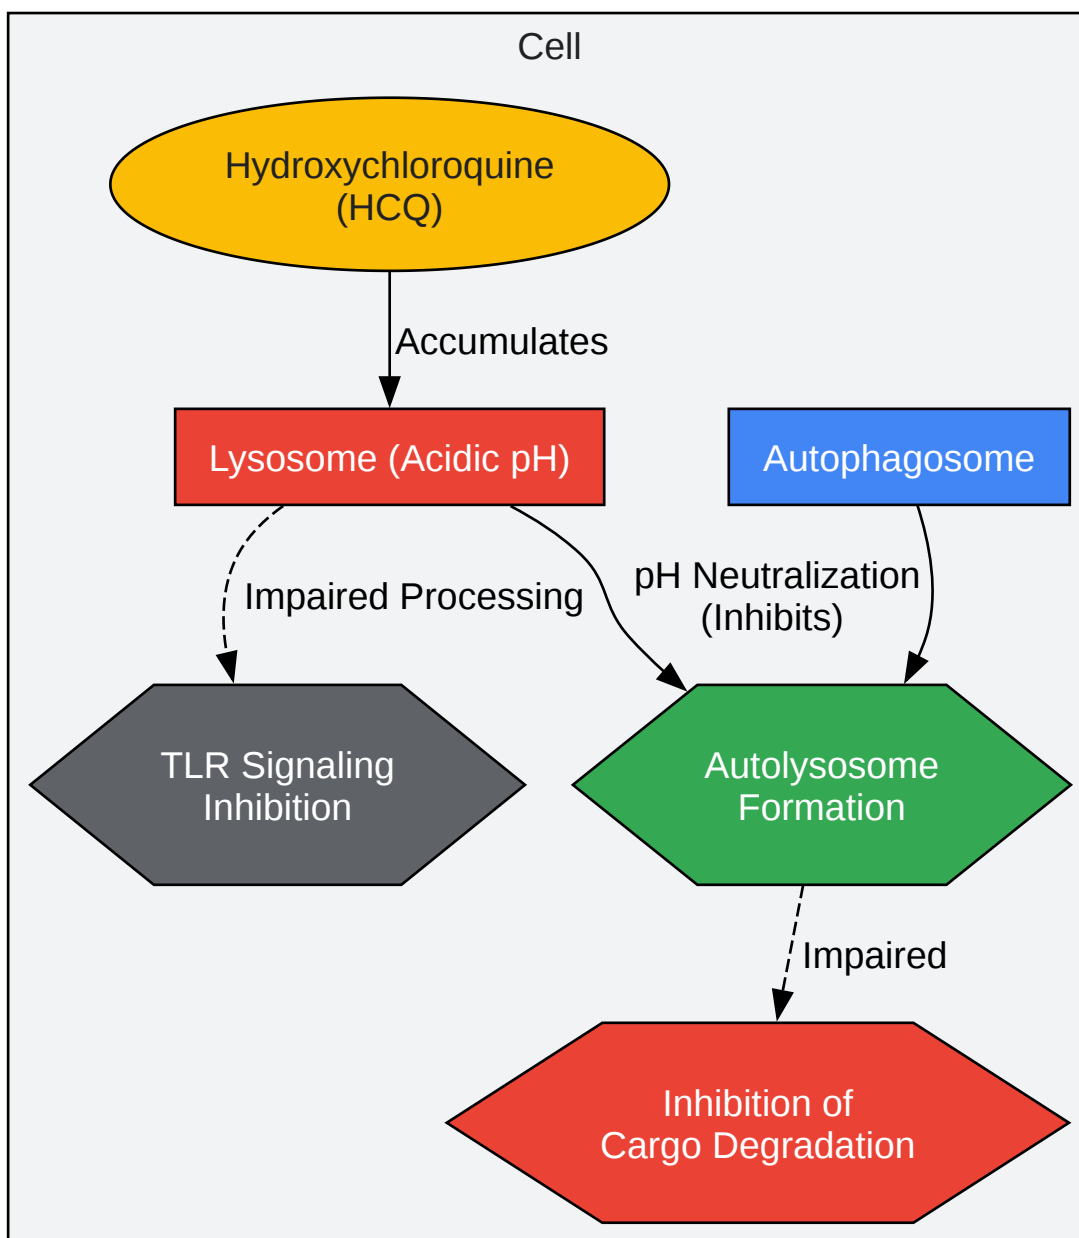 Cell
Hydroxychloroquine
(HCQ)
Accumulates
Lysosome (Acidic pH)
Autophagosome
Impaired Processing
pH Neutralization
(Inhibits)
TLR Signaling
Inhibition
Autolysosome
Formation
Impaired
Inhibition of
Cargo Degradation